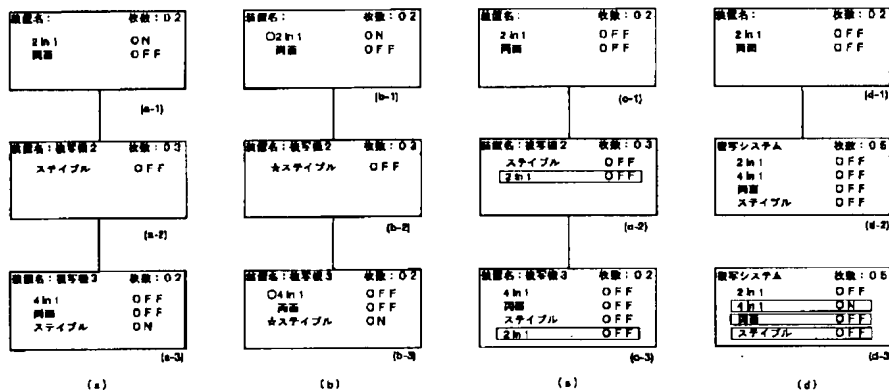 装置名: 枚数:02
2in1 ON
両面 OFF
(a-1)
装置名:複写機2 03
ステイプル OFF
(a-2)
装置名:複写機3 枚数:02
4in1 OFF
両面 OFF
ステイプル ON
(a-3)
(a)
装置名: 枚数:02
○2in1 ON
両面 OFF
(b-1)
装置名:複写機2 枚数:03
★ステイプル OFF
(b-2)
装置名:複写機3 枚数:02
○4in1 OFF
両面 OFF
★ステイプル ON
(b-3)
(b)
装置名: 枚数:02
2in1 OFF
両面 OFF
(c-1)
装置名:複写機2 枚数:03
ステイプル OFF
2in1 OFF
(c-2)
装置名:複写機3 枚数:02
4in1 OFF
両面 OFF
ステイプル OFF
2in1 OFF
(c-3)
装置名: 枚数:02
2in1 OFF
両面 OFF
(d-1)
複写システム 枚数:05
2in1 OFF
4in1 OFF
両面 OFF
ステイプル OFF
(d-2)
複写システム 枚数:05
2in1 OFF
4in1 ON
両面 OFF
ステイプル OFF
(d-3
(d)